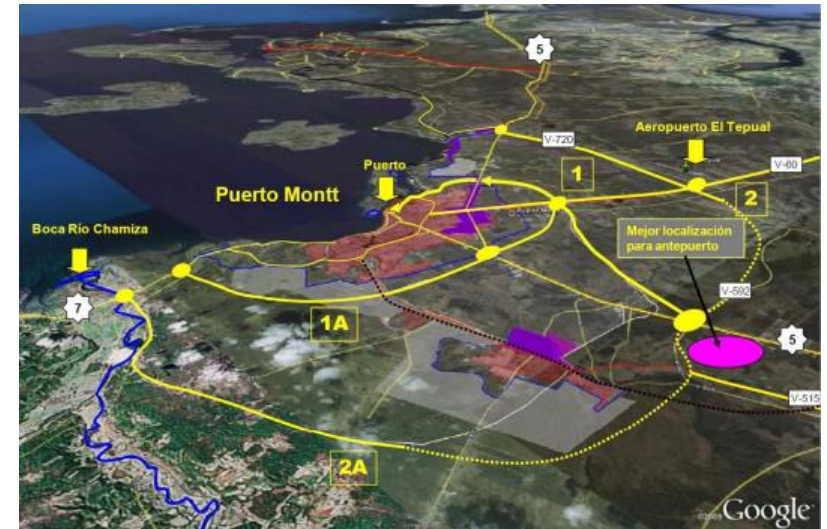 5
V-720
Aeropuerto El Tepual
Puerto
1
V-60
Puerto Montt
2
Boca Río Chamiza
Mejor localización
para antepuerto
7
V-592
1A
5
V-515
2A
Google